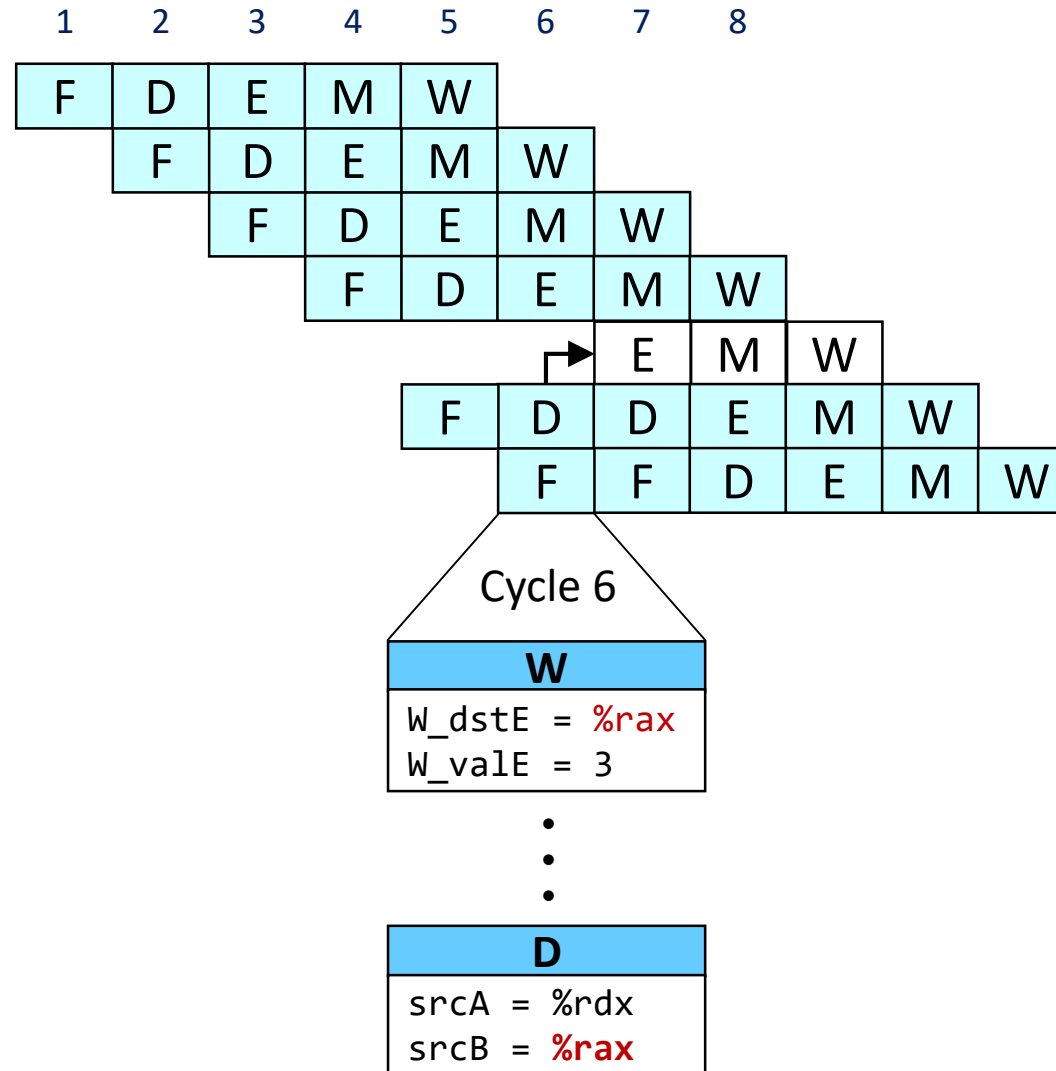 1 2 3 4 5 6 7 8
F D E M W
F D E M W
F D E M W
F D E M W
E M W
F D D E M W
F F D E M W
Cycle 6
W
W_dstE = %rax
W_valE = 3
•
•
•
D
srcA = %rdx
srcB = %rax